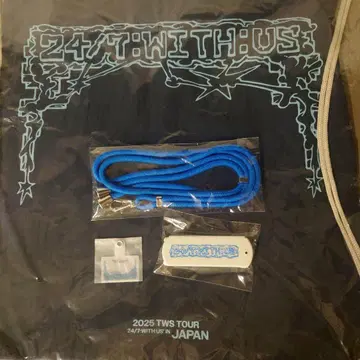 24/7:WITH:US
2025 TWS TOUR
24/7:WITH:US IN JAPAN